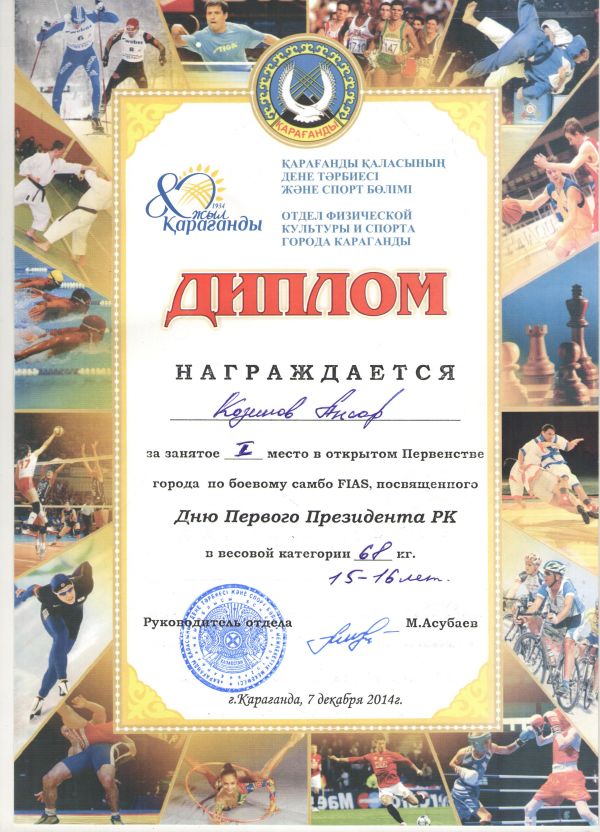 ҚАРАҒАНДЫ
ҚАРАҒАНДЫ ҚАЛАСЫНЫҢ
ДЕНЕ ТӘРБИЕСІ
ЖӘНЕ СПОРТ БӨЛІМІ
80
1934
жыл
Қарағанды
ОТДЕЛ ФИЗИЧЕСКОЙ
КУЛЬТУРЫ И СПОРТА
ГОРОДА КАРАГАНДЫ
ДИПЛОМ
НАГРАЖДАЕТСЯ
Козинов Ансар
за занятое I место в открытом Первенстве
города по боевому самбо FIAS, посвященного
Дню Первого Президента РК
в весовой категории 68 кг.
15-16 лет.
Руководитель отдела М.Асубаев
г.Караганда, 7 декабря 2014г.